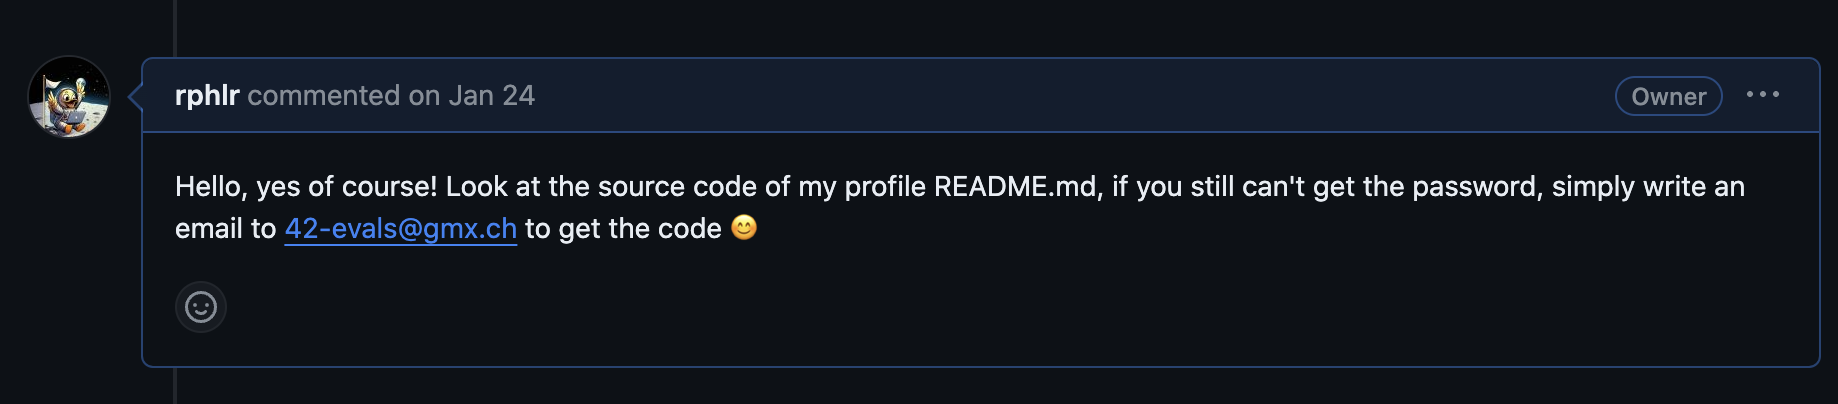 rphlr commented on Jan 24
Owner
Hello, yes of course! Look at the source code of my profile README.md, if you still can't get the password, simply write an
email to 42-evals@gmx.ch to get the code 😊